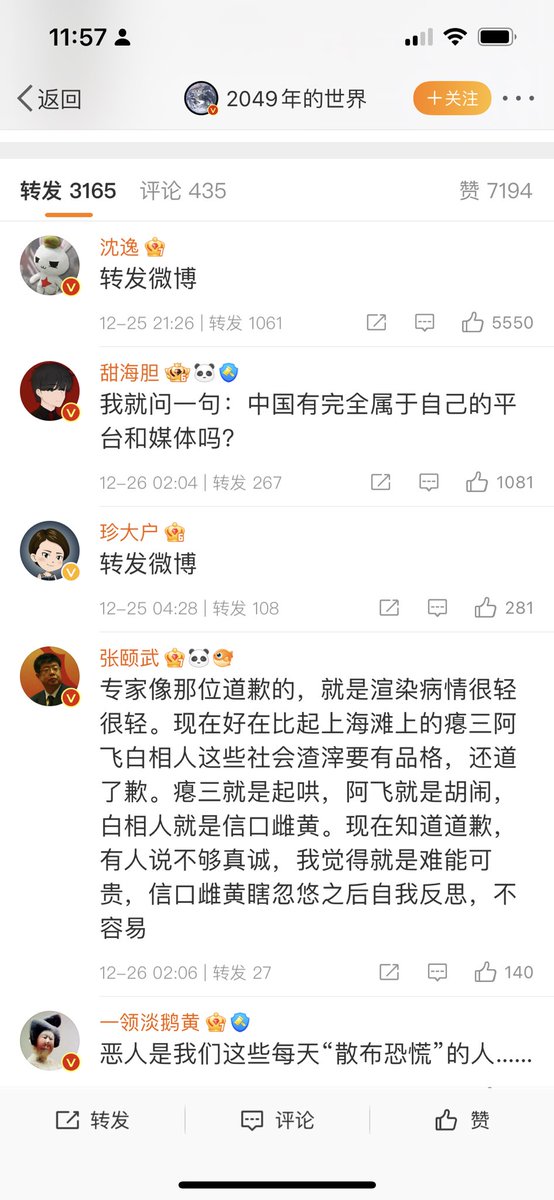 11:57
返回
2049年的世界
＋关注
转发 3165
评论 435
赞 7194
沈逸
转发微博
12-25 21:26 | 转发 1061
5550
甜海胆
我就问一句：中国有完全属于自己的平
台和媒体吗？
12-26 02:04 | 转发 267
1081
珍大户
转发微博
12-25 04:28 | 转发 108
281
张颐武
专家像那位道歉的，就是渲染病情很轻
很轻。现在好在比起上海滩上的瘪三阿
飞白相人这些社会渣滓要有品格，还道
了歉。瘪三就是起哄，阿飞就是胡闹，
白相人就是信口雌黄。现在知道道歉，
有人说不够真诚，我觉得就是难能可
贵，信口雌黄瞎忽悠之后自我反思，不
容易
12-26 02:06 | 转发 27
140
一领淡鹅黄
恶人是我们这些每天“散布恐慌”的人......
转发
评论
赞